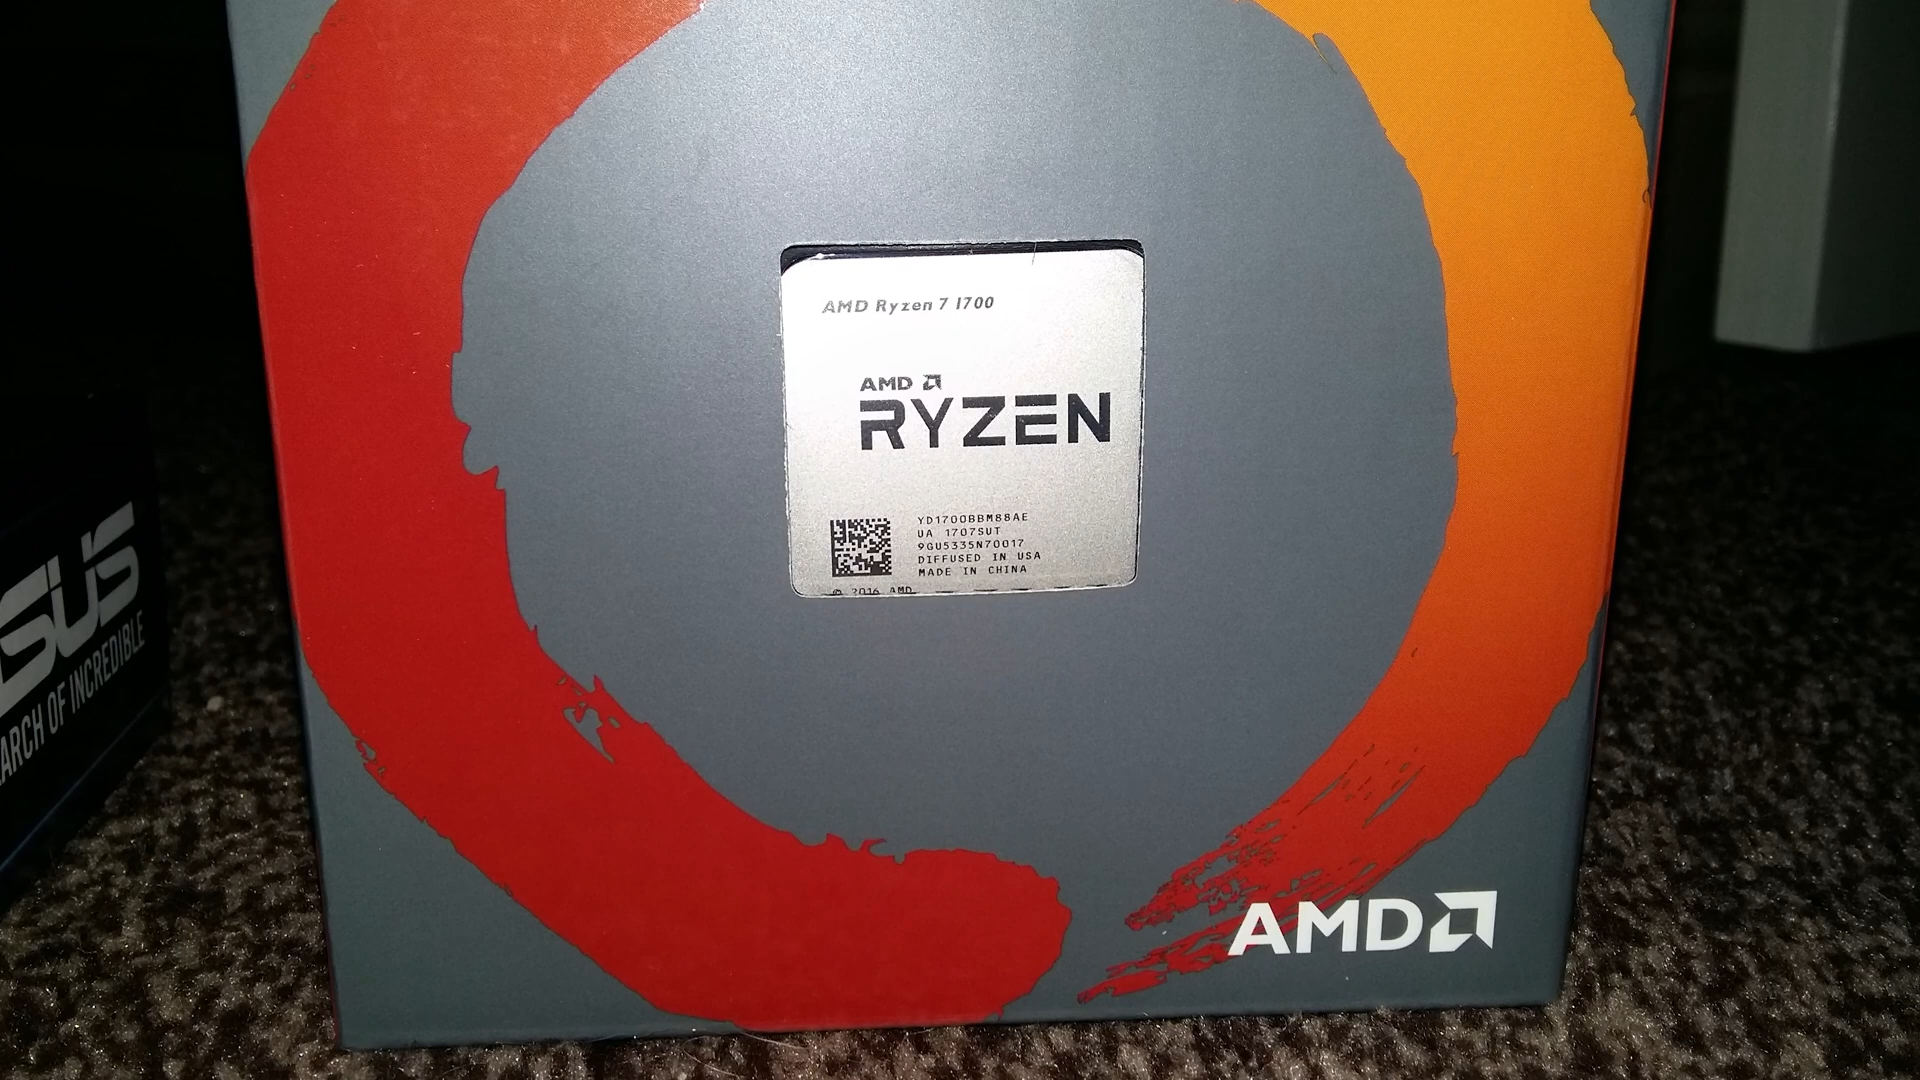 AMD Ryzen 7 1700
AMD
RYZEN
YD1700BBM88AE
UA 1707SUT
9GU5335N70017
DIFFUSED IN USA
MADE IN CHINA
© 2016 AMD
SUS
ARCH OF INCREDIBLE
AMD